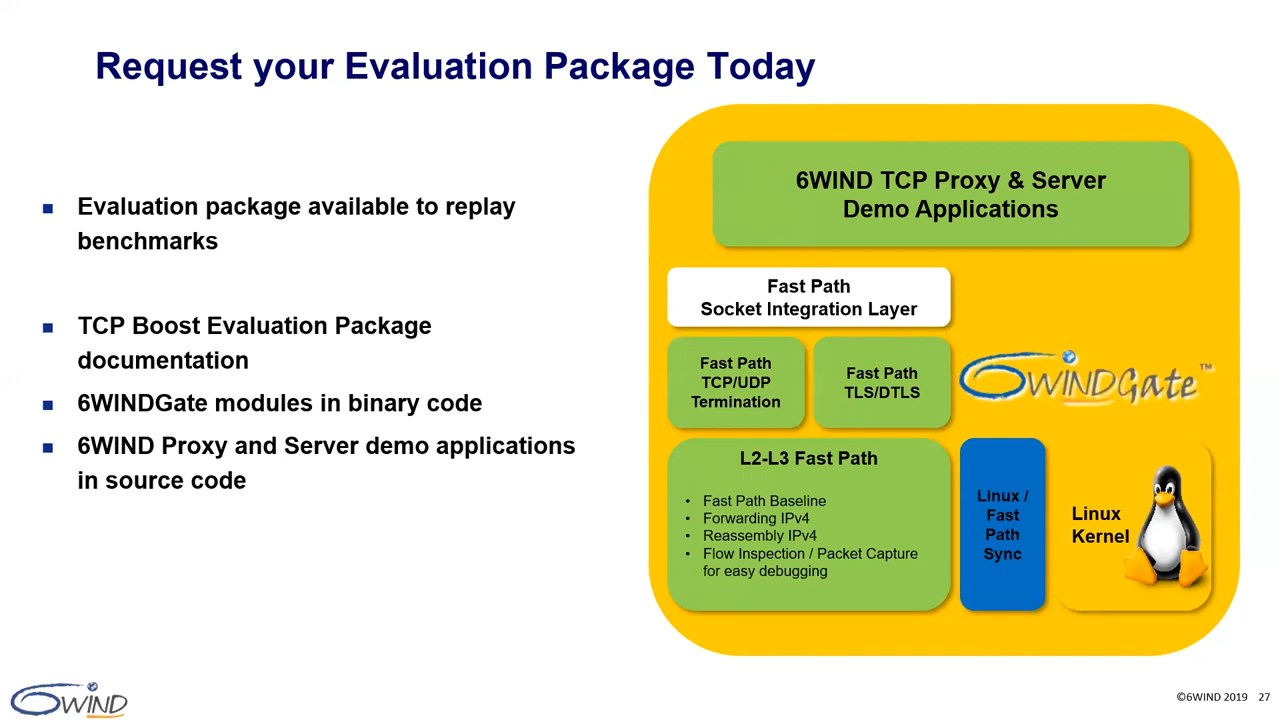 Request your Evaluation Package Today
■ Evaluation package available to replay
benchmarks
■ TCP Boost Evaluation Package
documentation
■ 6WINDGate modules in binary code
■ 6WIND Proxy and Server demo applications
in source code
6WIND TCP Proxy & Server
Demo Applications
Fast Path
Socket Integration Layer
Fast Path
TCP/UDP
Termination
Fast Path
TLS/DTLS
6WINDGate™
L2-L3 Fast Path
• Fast Path Baseline
• Forwarding IPv4
• Reassembly IPv4
• Flow Inspection / Packet Capture
for easy debugging
Linux /
Fast
Path
Sync
Linux
Kernel
6WIND
©6WIND 2019 27